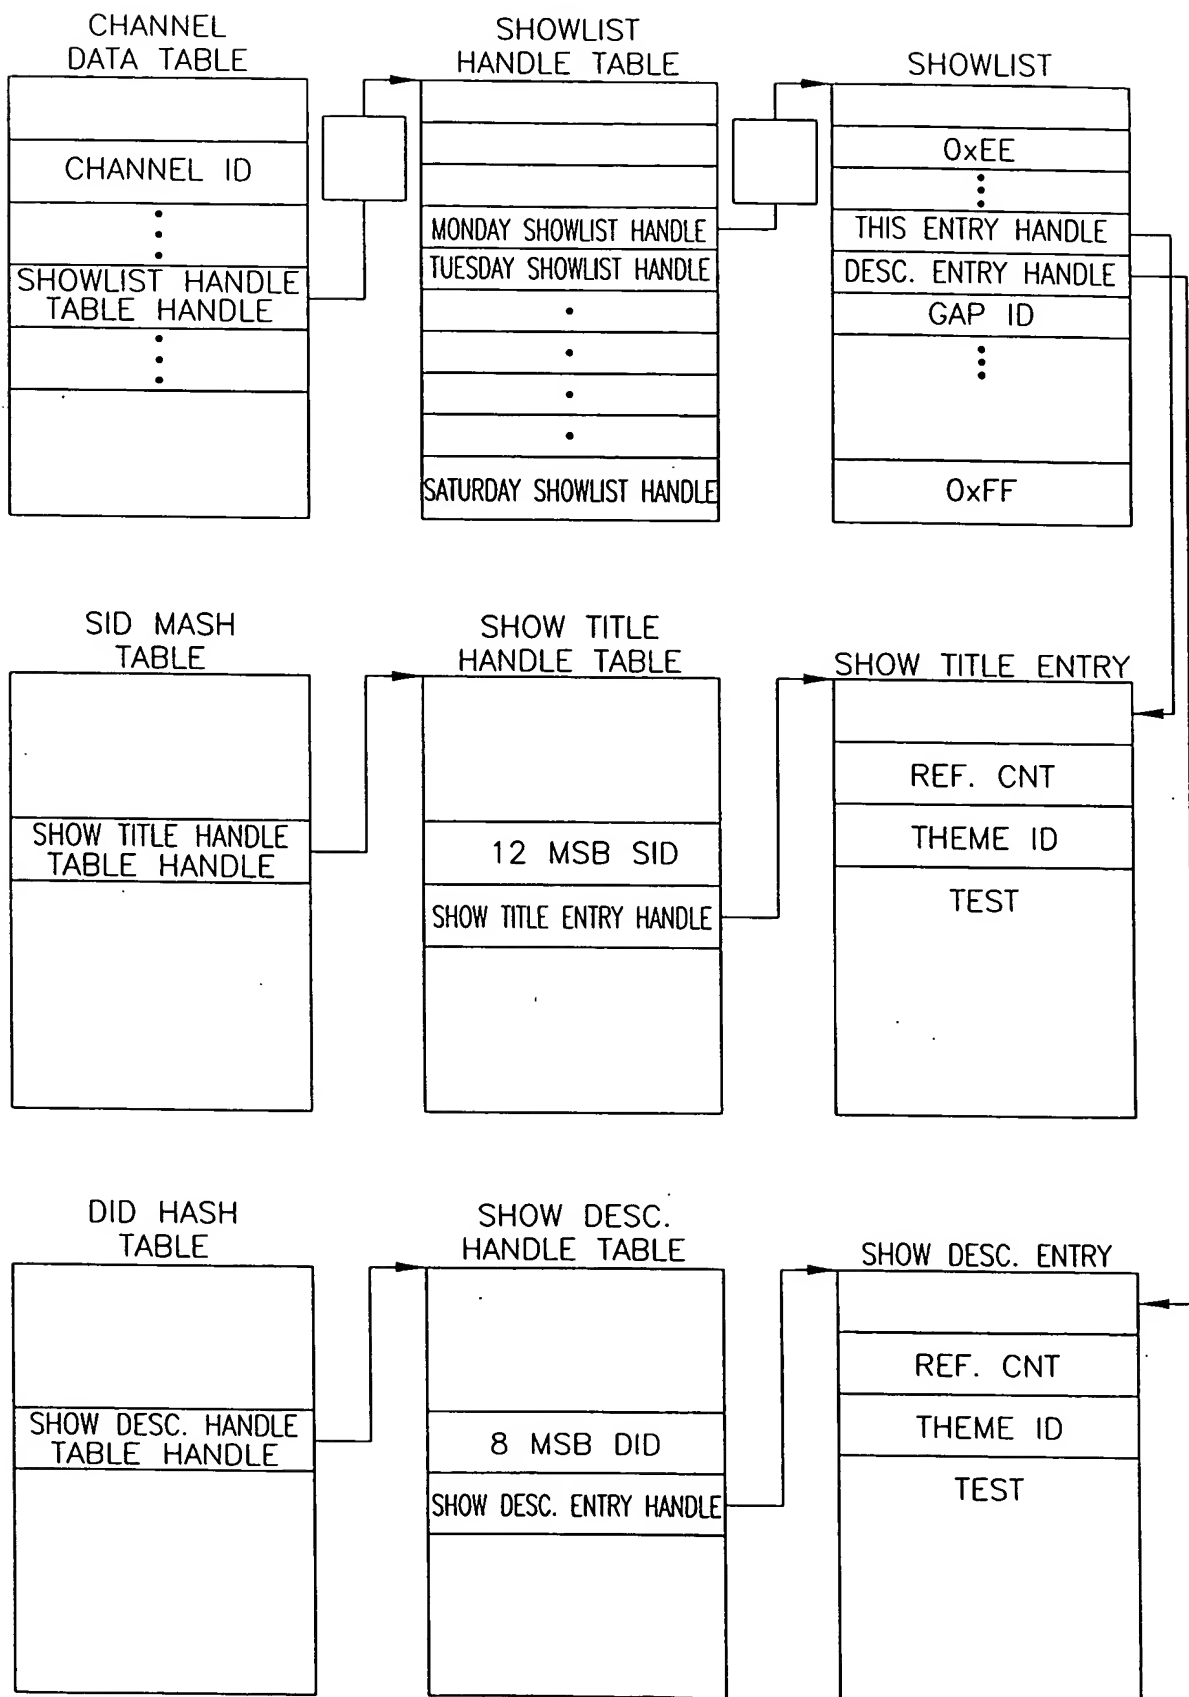 CHANNEL
DATA TABLE
CHANNEL ID
SHOWLIST HANDLE
TABLE HANDLE
SHOWLIST
HANDLE TABLE
MONDAY SHOWLIST HANDLE
TUESDAY SHOWLIST HANDLE
SATURDAY SHOWLIST HANDLE
SHOWLIST
0xEE
THIS ENTRY HANDLE
DESC. ENTRY HANDLE
GAP ID
0xFF
SID MASH
TABLE
SHOW TITLE HANDLE
TABLE HANDLE
SHOW TITLE
HANDLE TABLE
12 MSB SID
SHOW TITLE ENTRY HANDLE
SHOW TITLE ENTRY
REF. CNT
THEME ID
TEST
DID HASH
TABLE
SHOW DESC. HANDLE
TABLE HANDLE
SHOW DESC.
HANDLE TABLE
8 MSB DID
SHOW DESC. ENTRY HANDLE
SHOW DESC. ENTRY
REF. CNT
THEME ID
TEST